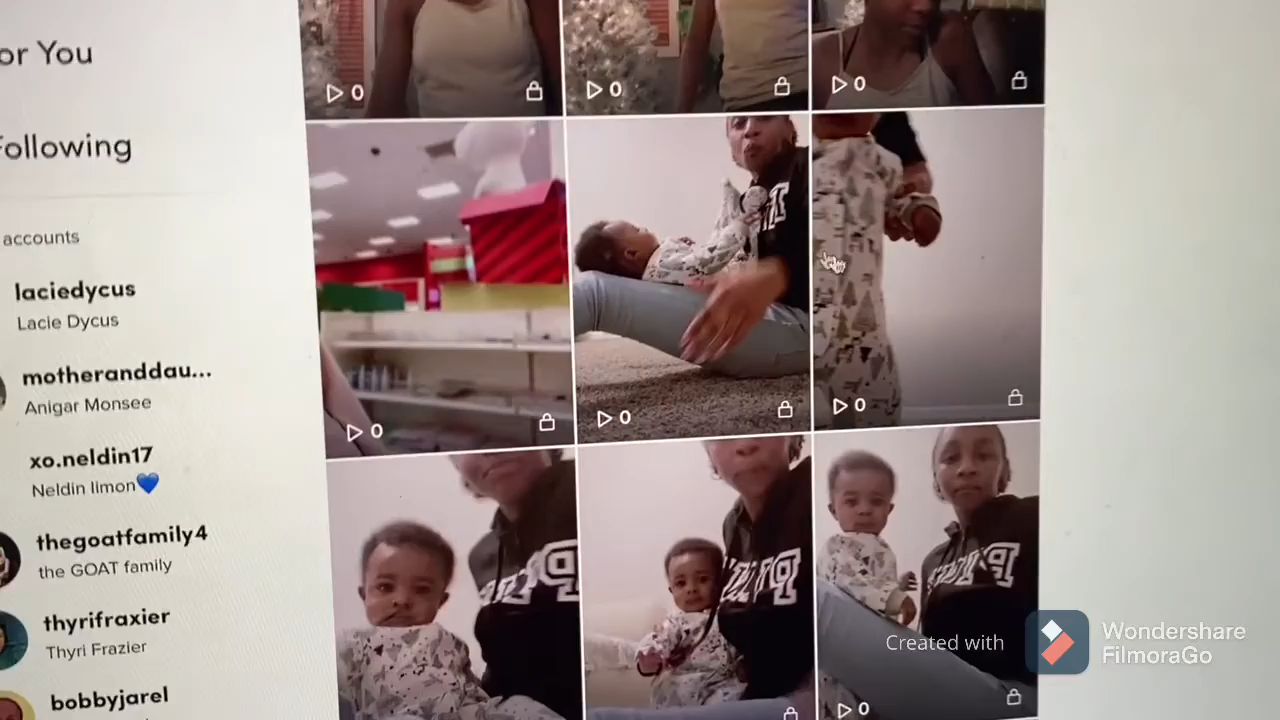 or You
Following
accounts
laciedycus
Lacie Dycus
motheranddau...
Anigar Monsee
xo.neldin17
Neldin limon💙
thegoatfamily4
the GOAT family
thyrifraxier
Thyri Frazier
bobbyjarel
0
0
0
0
0
0
0
Created with
Wondershare
FilmoraGo